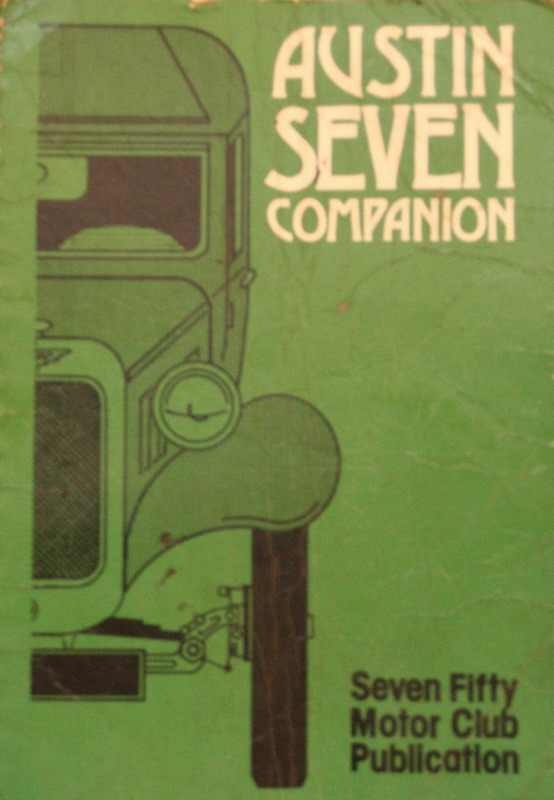 AUSTIN
SEVEN
COMPANION
Seven Fifty
Motor Club
Publication